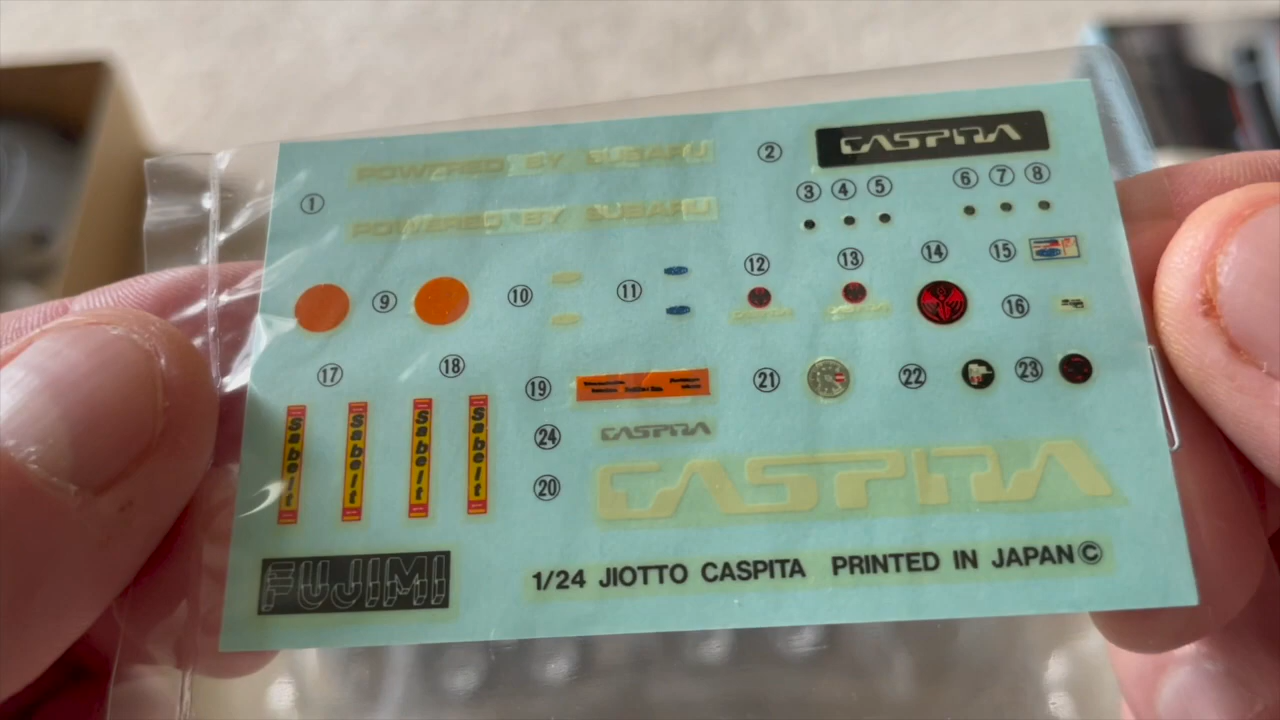 POWERED BY SUBARU
① 
POWERED BY SUBARU
② CASPITA
③ ④ ⑤ ⑥ ⑦ ⑧
⑨ ⑩ ⑪ ⑫ ⑬ ⑭ ⑮
⑯
⑰ ⑱ ⑲ ㉑ ㉒ ㉓
Sabelt Sabelt Sabelt Sabelt
㉔ CASPITA
⑳ CASPITA
FUJIMI
1/24 JIOTTO CASPITA PRINTED IN JAPAN©